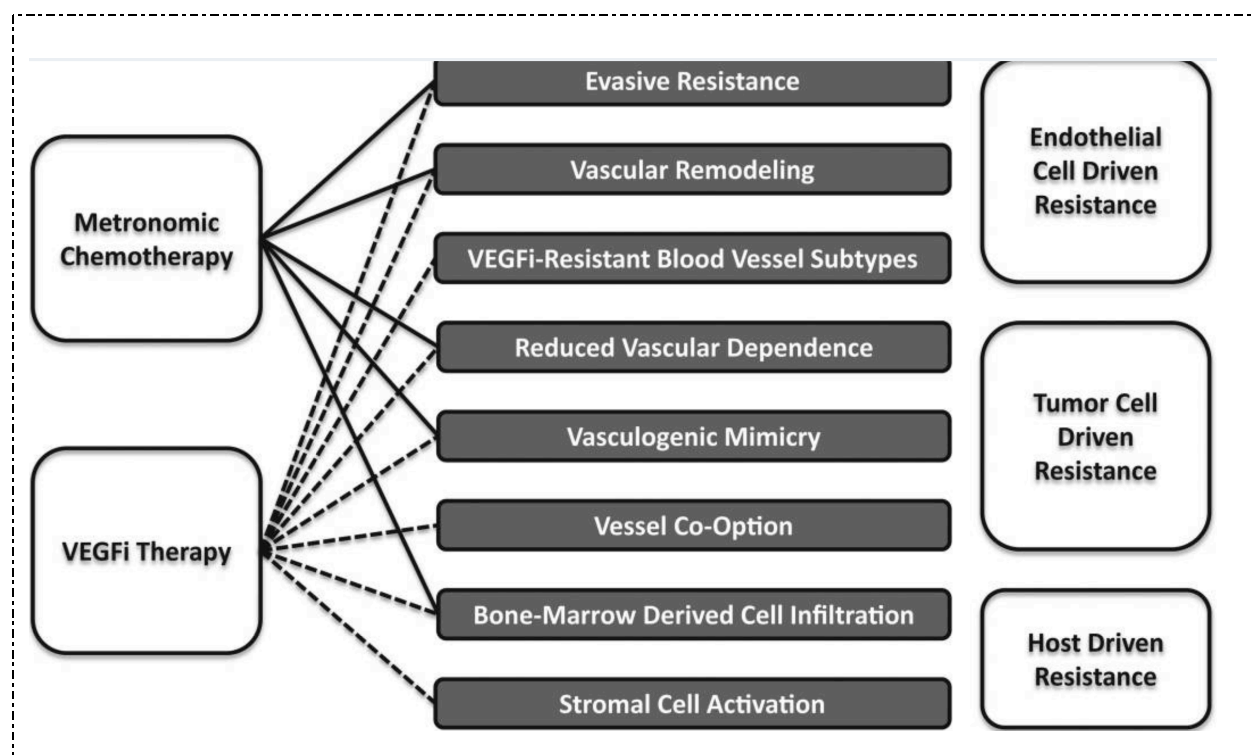 Metronomic
Chemotherapy
VEGFi Therapy
Evasive Resistance
Vascular Remodeling
VEGFi-Resistant Blood Vessel Subtypes
Reduced Vascular Dependence
Vasculogenic Mimicry
Vessel Co-Option
Bone-Marrow Derived Cell Infiltration
Stromal Cell Activation
Endothelial
Cell Driven
Resistance
Tumor Cell
Driven
Resistance
Host Driven
Resistance